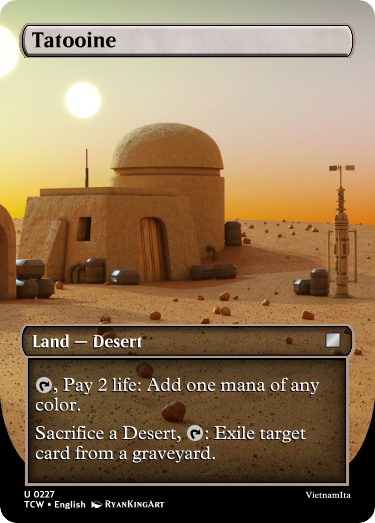 Tatooine
Land — Desert
, Pay 2 life: Add one mana of any
color.
Sacrifice a Desert, : Exile target
card from a graveyard.
U 0227
VietnamIta
TCW • English RyanKingArt